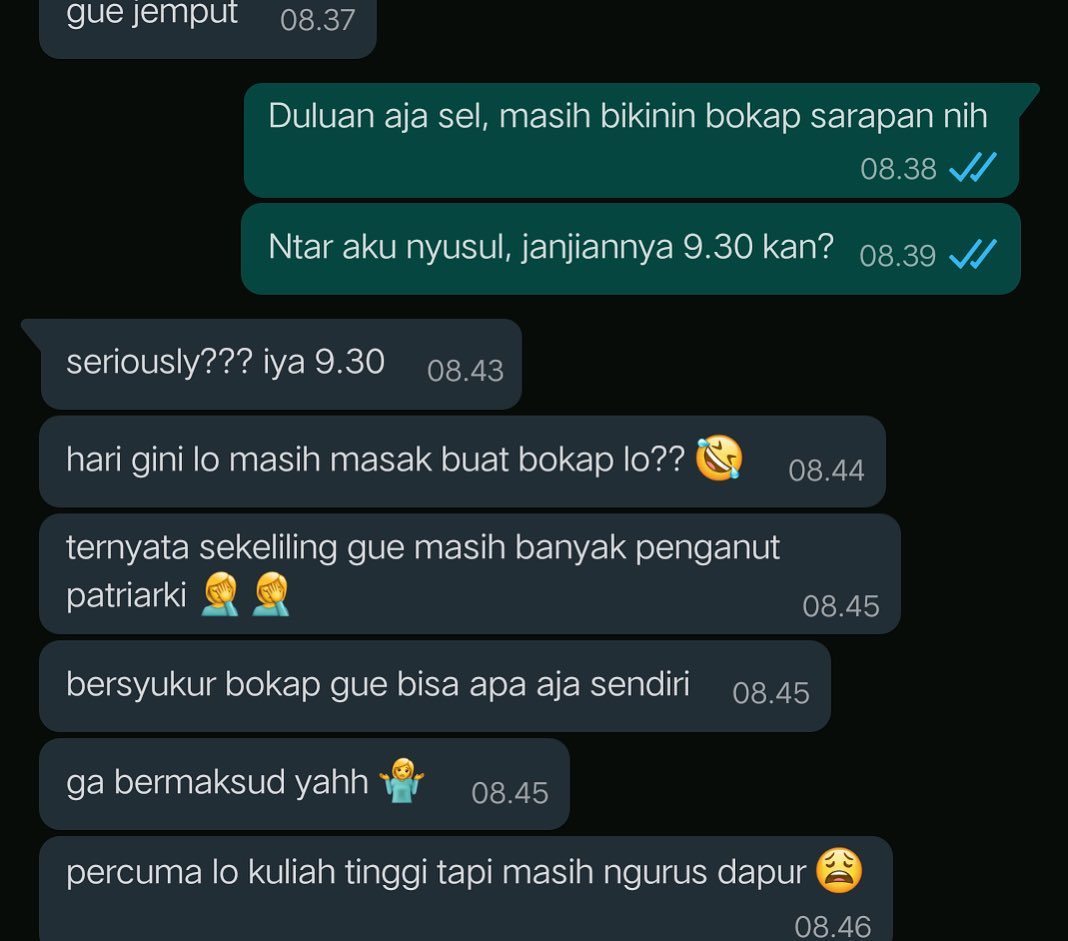 gue jemput 08.37
Duluan aja sel, masih bikinin bokap sarapan nih
08.38
Ntar aku nyusul, janjiannya 9.30 kan? 08.39
seriously??? iya 9.30 08.43
hari gini lo masih masak buat bokap lo?? 🤣 08.44
ternyata sekeliling gue masih banyak penganut
patriarki 🤦‍♀️ 🤦‍♀️ 08.45
bersyukur bokap gue bisa apa aja sendiri 08.45
ga bermaksud yahh 🤷‍♀️ 08.45
percuma lo kuliah tinggi tapi masih ngurus dapur 😩
08.46